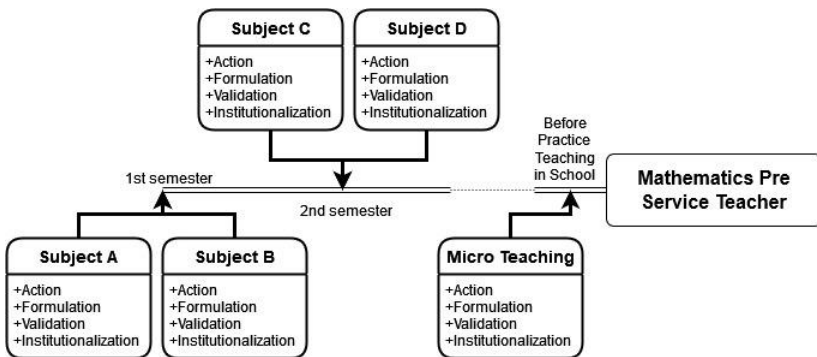 Subject C
+Action
+Formulation
+Validation
+Institutionalization
Subject D
+Action
+Formulation
+Validation
+Institutionalization
Before
Practice
Teaching
in School
1st semester
2nd semester
Mathematics Pre
Service Teacher
Subject A
+Action
+Formulation
+Validation
+Institutionalization
Subject B
+Action
+Formulation
+Validation
+Institutionalization
Micro Teaching
+Action
+Formulation
+Validation
+Institutionalization